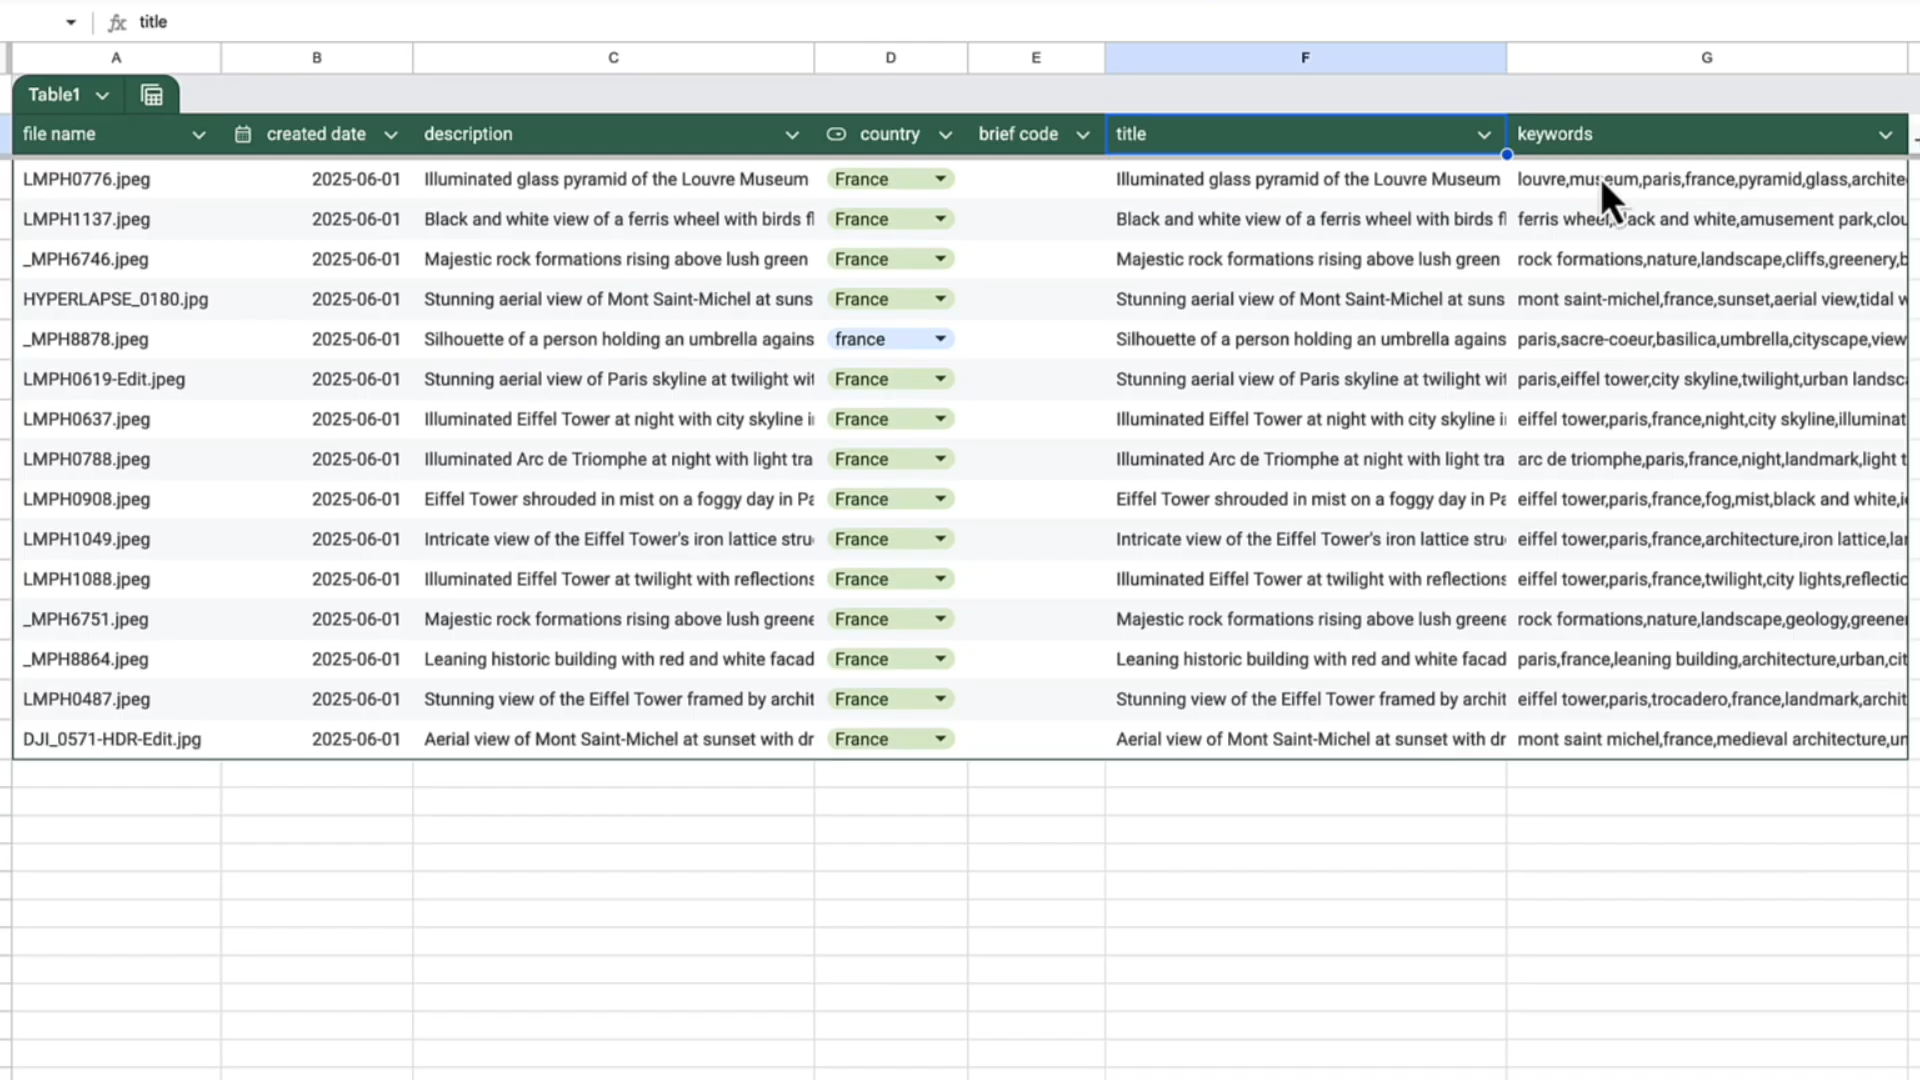 title
A B C D E F G
Table1
file name created date description country brief code title keywords
LMPH0776.jpeg 2025-06-01 Illuminated glass pyramid of the Louvre Museum France Illuminated glass pyramid of the Louvre Museum louvre,museum,paris,france,pyramid,glass,archite
LMPH1137.jpeg 2025-06-01 Black and white view of a ferris wheel with birds fl France Black and white view of a ferris wheel with birds fl ferris wheel,black and white,amusement park,clou
_MPH6746.jpeg 2025-06-01 Majestic rock formations rising above lush green France Majestic rock formations rising above lush green rock formations,nature,landscape,cliffs,greenery,b
HYPERLAPSE_0180.jpg 2025-06-01 Stunning aerial view of Mont Saint-Michel at suns France Stunning aerial view of Mont Saint-Michel at suns mont saint-michel,france,sunset,aerial view,tidal w
_MPH8878.jpeg 2025-06-01 Silhouette of a person holding an umbrella agains france Silhouette of a person holding an umbrella agains paris,sacre-coeur,basilica,umbrella,cityscape,view
LMPH0619-Edit.jpeg 2025-06-01 Stunning aerial view of Paris skyline at twilight wit France Stunning aerial view of Paris skyline at twilight wit paris,eiffel tower,city skyline,twilight,urban landsca
LMPH0637.jpeg 2025-06-01 Illuminated Eiffel Tower at night with city skyline i France Illuminated Eiffel Tower at night with city skyline i eiffel tower,paris,france,night,city skyline,illuminat
LMPH0788.jpeg 2025-06-01 Illuminated Arc de Triomphe at night with light tra France Illuminated Arc de Triomphe at night with light tra arc de triomphe,paris,france,night,landmark,light t
LMPH0908.jpeg 2025-06-01 Eiffel Tower shrouded in mist on a foggy day in Pa France Eiffel Tower shrouded in mist on a foggy day in Pa eiffel tower,paris,france,fog,mist,black and white,i
LMPH1049.jpeg 2025-06-01 Intricate view of the Eiffel Tower's iron lattice stru France Intricate view of the Eiffel Tower's iron lattice stru eiffel tower,paris,france,architecture,iron lattice,la
LMPH1088.jpeg 2025-06-01 Illuminated Eiffel Tower at twilight with reflections France Illuminated Eiffel Tower at twilight with reflections eiffel tower,paris,france,twilight,city lights,reflectio
_MPH6751.jpeg 2025-06-01 Majestic rock formations rising above lush greene France Majestic rock formations rising above lush greene rock formations,nature,landscape,geology,greener
_MPH8864.jpeg 2025-06-01 Leaning historic building with red and white facad France Leaning historic building with red and white facad paris,france,leaning building,architecture,urban,cit
LMPH0487.jpeg 2025-06-01 Stunning view of the Eiffel Tower framed by archit France Stunning view of the Eiffel Tower framed by archit eiffel tower,paris,trocadero,france,landmark,archit
DJI_0571-HDR-Edit.jpg 2025-06-01 Aerial view of Mont Saint-Michel at sunset with dr France Aerial view of Mont Saint-Michel at sunset with dr mont saint michel,france,medieval architecture,un